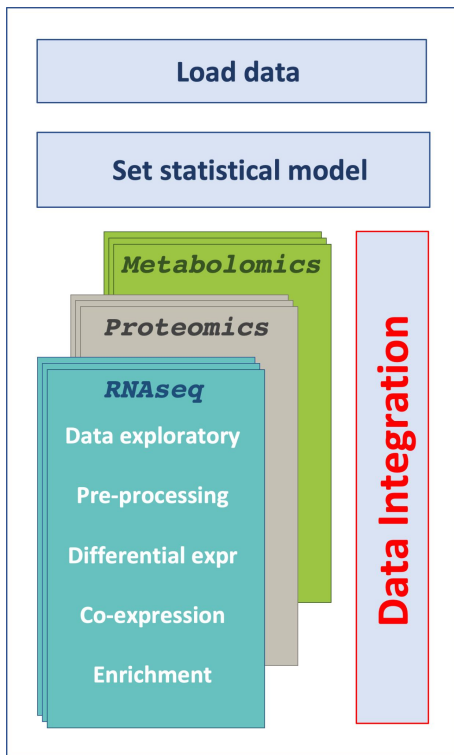 Load data
Set statistical model
Metabolomics
Proteomics
RNAseq
Data exploratory
Pre-processing
Differential expr
Co-expression
Enrichment
Data Integration